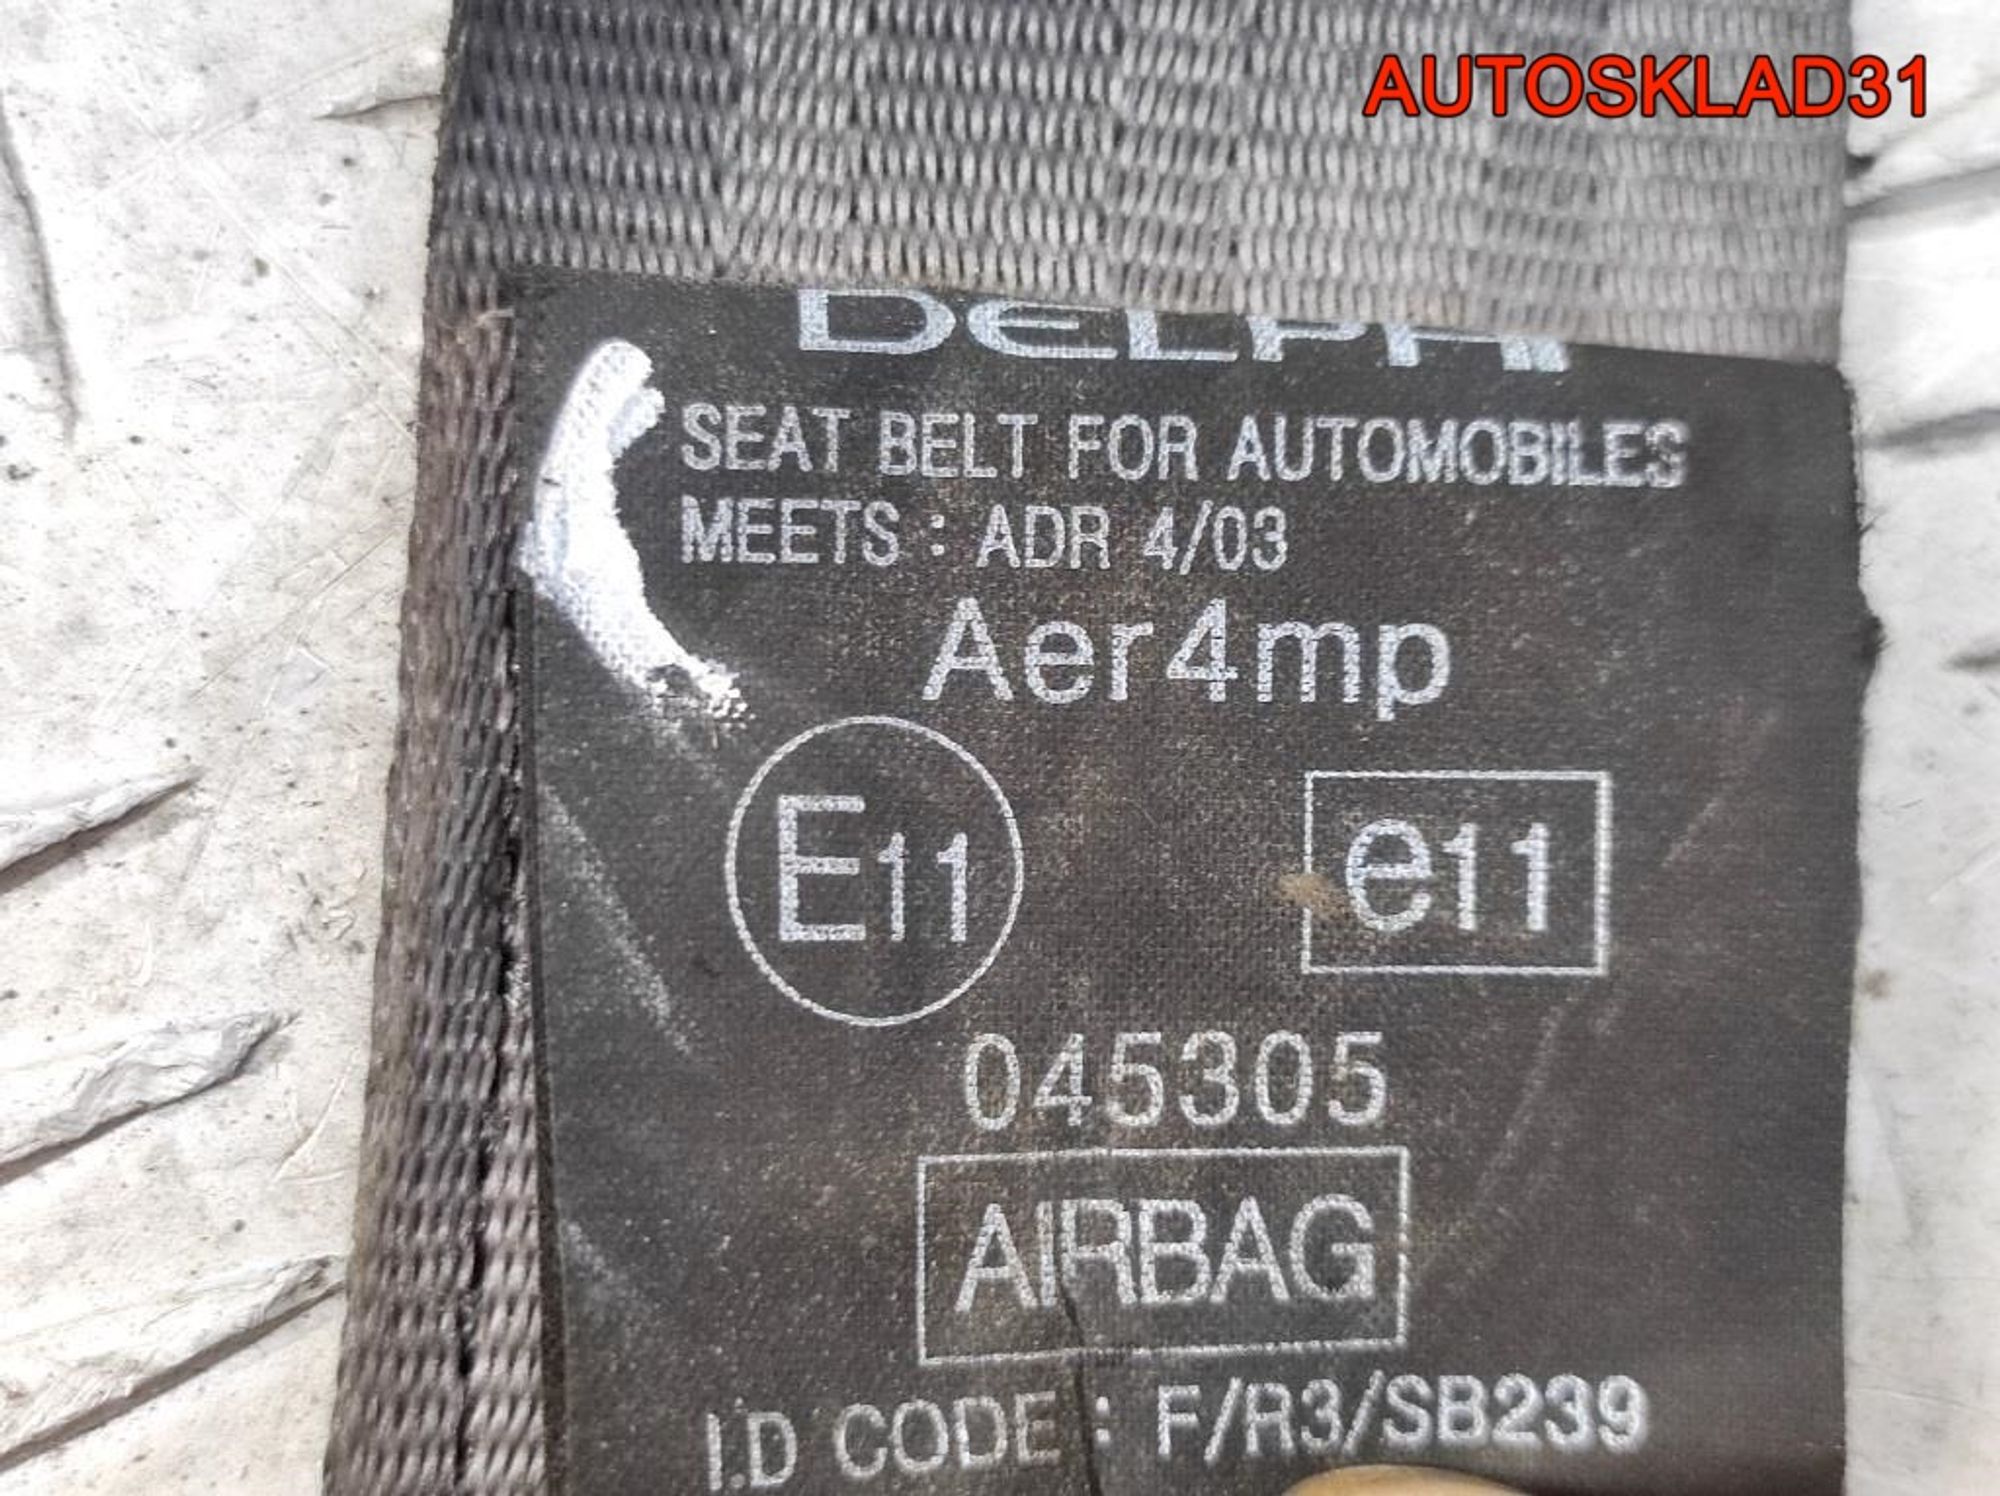 AUTOSKLAD31
DELPHI
SEAT BELT FOR AUTOMOBILES
MEETS : ADR 4/03
Aer4mp
E11 e11
045305
AIRBAG
I.D CODE : F/R3/SB239